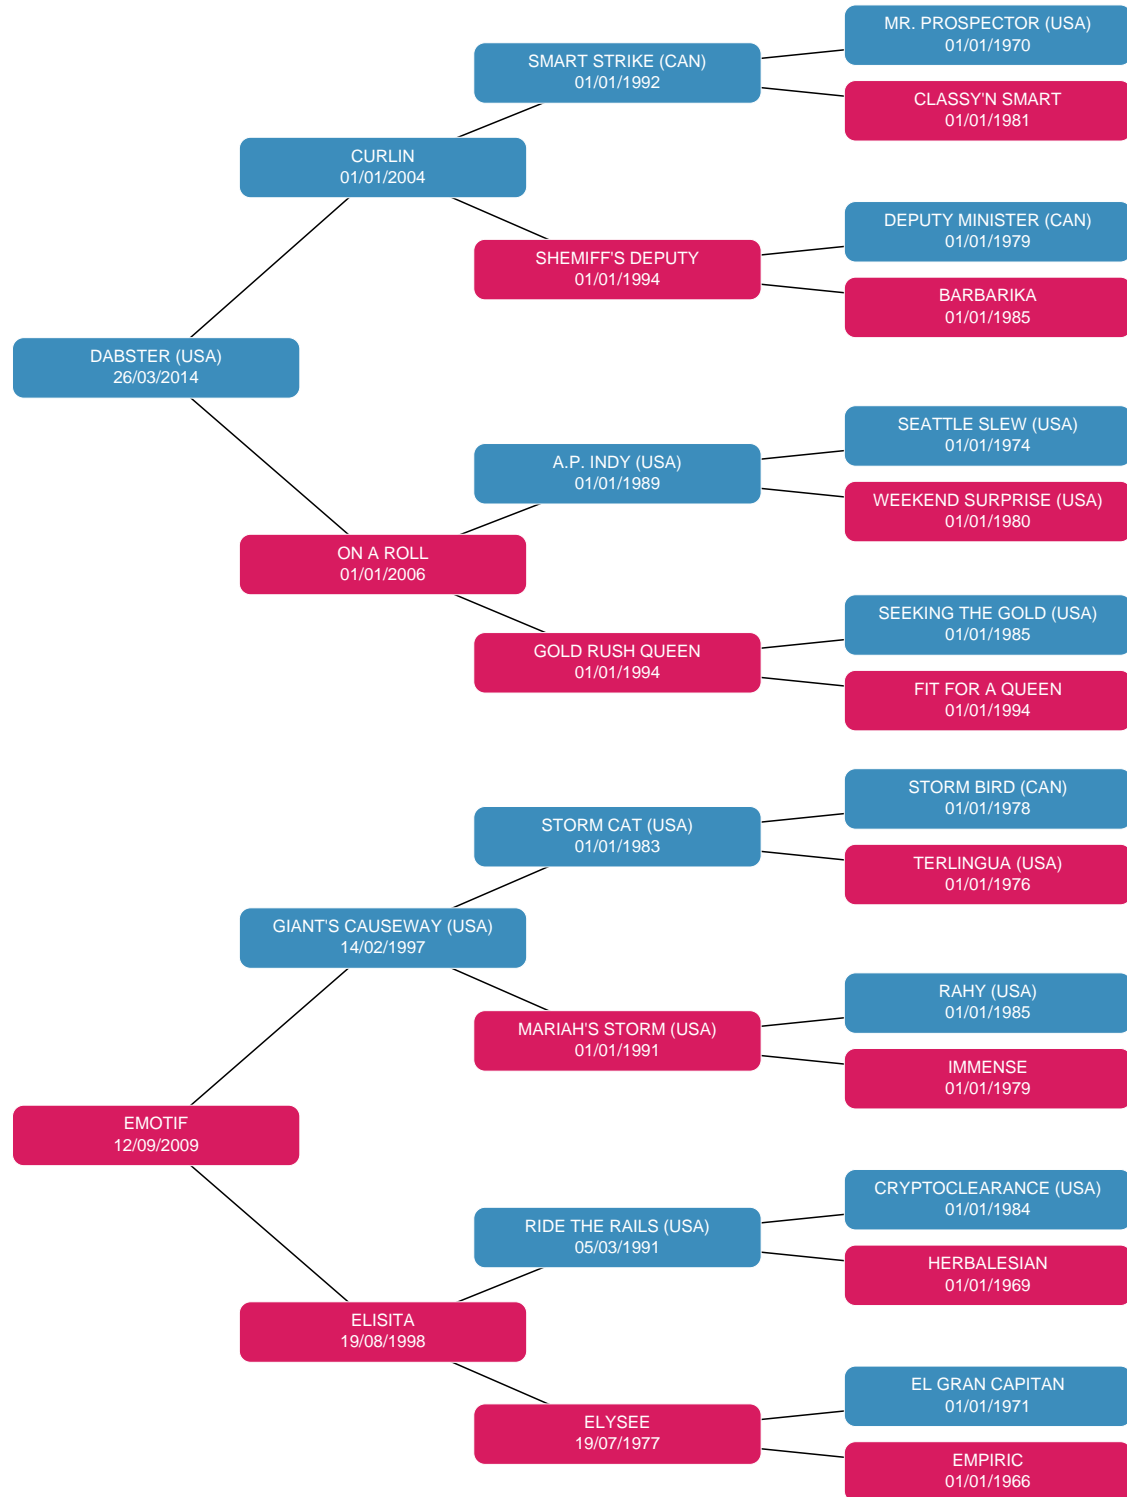 MR. PROSPECTOR (USA)
01/01/1970
SMART STRIKE (CAN)
01/01/1992
CLASSY'N SMART
01/01/1981
CURLIN
01/01/2004
DEPUTY MINISTER (CAN)
01/01/1979
SHEMIFF'S DEPUTY
01/01/1994
BARBARIKA
01/01/1985
DABSTER (USA)
26/03/2014
SEATTLE SLEW (USA)
01/01/1974
A.P. INDY (USA)
01/01/1989
WEEKEND SURPRISE (USA)
01/01/1980
ON A ROLL
01/01/2006
SEEKING THE GOLD (USA)
01/01/1985
GOLD RUSH QUEEN
01/01/1994
FIT FOR A QUEEN
01/01/1994
STORM BIRD (CAN)
01/01/1978
STORM CAT (USA)
01/01/1983
TERLINGUA (USA)
01/01/1976
GIANT'S CAUSEWAY (USA)
14/02/1997
RAHY (USA)
01/01/1985
MARIAH'S STORM (USA)
01/01/1991
IMMENSE
01/01/1979
EMOTIF
12/09/2009
CRYPTOCLEARANCE (USA)
01/01/1984
RIDE THE RAILS (USA)
05/03/1991
HERBALESIAN
01/01/1969
ELISITA
19/08/1998
EL GRAN CAPITAN
01/01/1971
ELYSEE
19/07/1977
EMPIRIC
01/01/1966